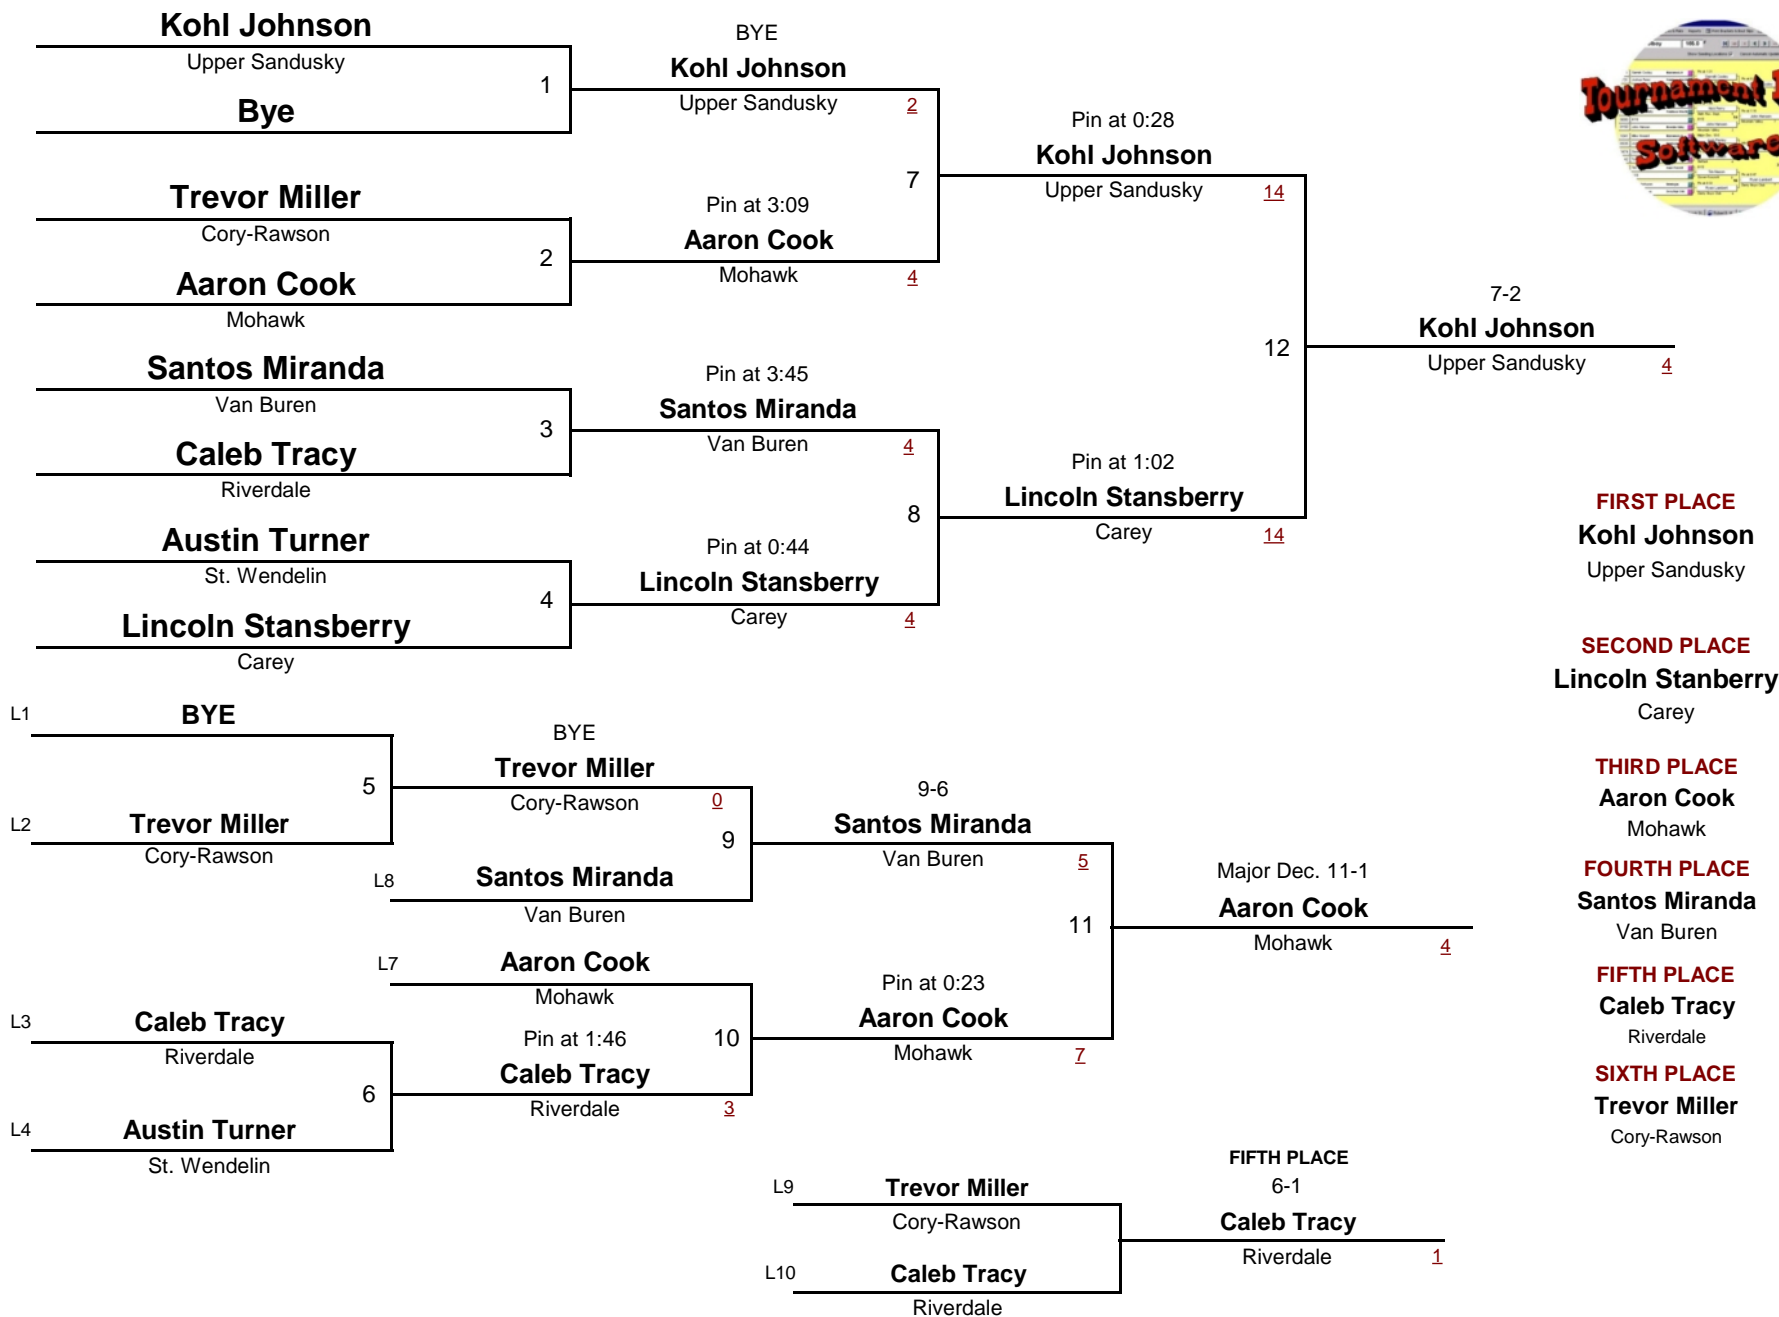 Kohl Johnson
Upper Sandusky
1
Bye
Trevor Miller
Cory-Rawson
2
Aaron Cook
Mohawk
Santos Miranda
Van Buren
3
Caleb Tracy
Riverdale
Austin Turner
St. Wendelin
4
Lincoln Stansberry
Carey
BYE
Kohl Johnson
Upper Sandusky 2
7
Pin at 3:09
Aaron Cook
Mohawk 4
Pin at 3:45
Santos Miranda
Van Buren 4
8
Pin at 0:44
Lincoln Stansberry
Carey 4
Pin at 0:28
Kohl Johnson
Upper Sandusky 14
12
Pin at 1:02
Lincoln Stansberry
Carey 14
7-2
Kohl Johnson
Upper Sandusky 4
Tournament
Software
FIRST PLACE
Kohl Johnson
Upper Sandusky
SECOND PLACE
Lincoln Stanberry
Carey
THIRD PLACE
Aaron Cook
Mohawk
FOURTH PLACE
Santos Miranda
Van Buren
FIFTH PLACE
Caleb Tracy
Riverdale
SIXTH PLACE
Trevor Miller
Cory-Rawson
L1 BYE
5
L2 Trevor Miller
Cory-Rawson
L3 Caleb Tracy
Riverdale
6
L4 Austin Turner
St. Wendelin
BYE
Trevor Miller
Cory-Rawson 0
9
L8 Santos Miranda
Van Buren
L7 Aaron Cook
Mohawk
10
Pin at 1:46
Caleb Tracy
Riverdale 3
9-6
Santos Miranda
Van Buren 5
11
Pin at 0:23
Aaron Cook
Mohawk 7
Major Dec. 11-1
Aaron Cook
Mohawk 4
L9 Trevor Miller
Cory-Rawson
L10 Caleb Tracy
Riverdale
FIFTH PLACE
6-1
Caleb Tracy
Riverdale 1